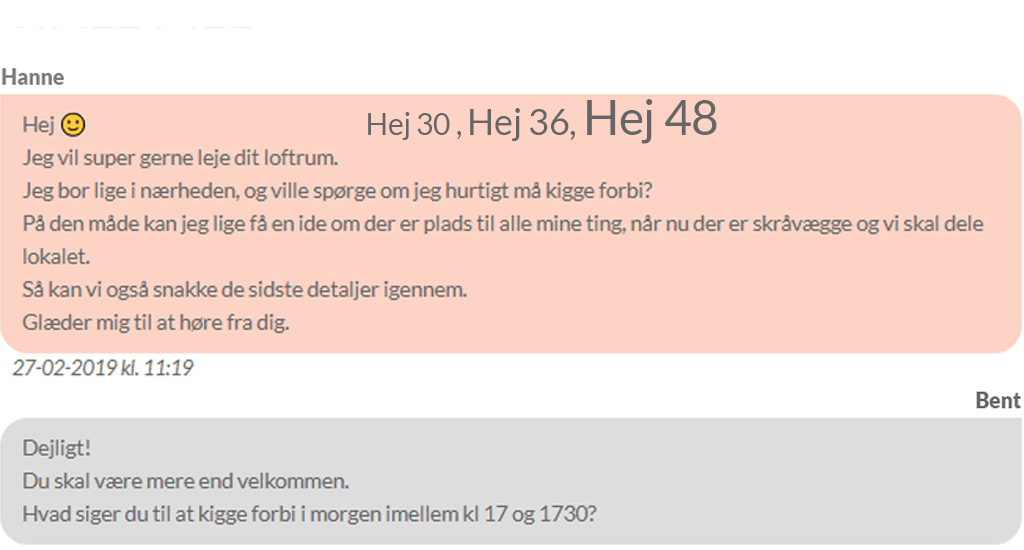 Hanne
Hej 🙂 Hej 30 , Hej 36, Hej 48
Jeg vil super gerne leje dit loftrum.
Jeg bor lige i nærheden, og ville spørge om jeg hurtigt må kigge forbi?
På den måde kan jeg lige få en ide om der er plads til alle mine ting, når nu der er skråvægge og vi skal dele
lokalet.
Så kan vi også snakke de sidste detaljer igennem.
Glæder mig til at høre fra dig.
27-02-2019 kl. 11:19
Bent
Dejligt!
Du skal være mere end velkommen.
Hvad siger du til at kigge forbi i morgen imellem kl 17 og 1730?